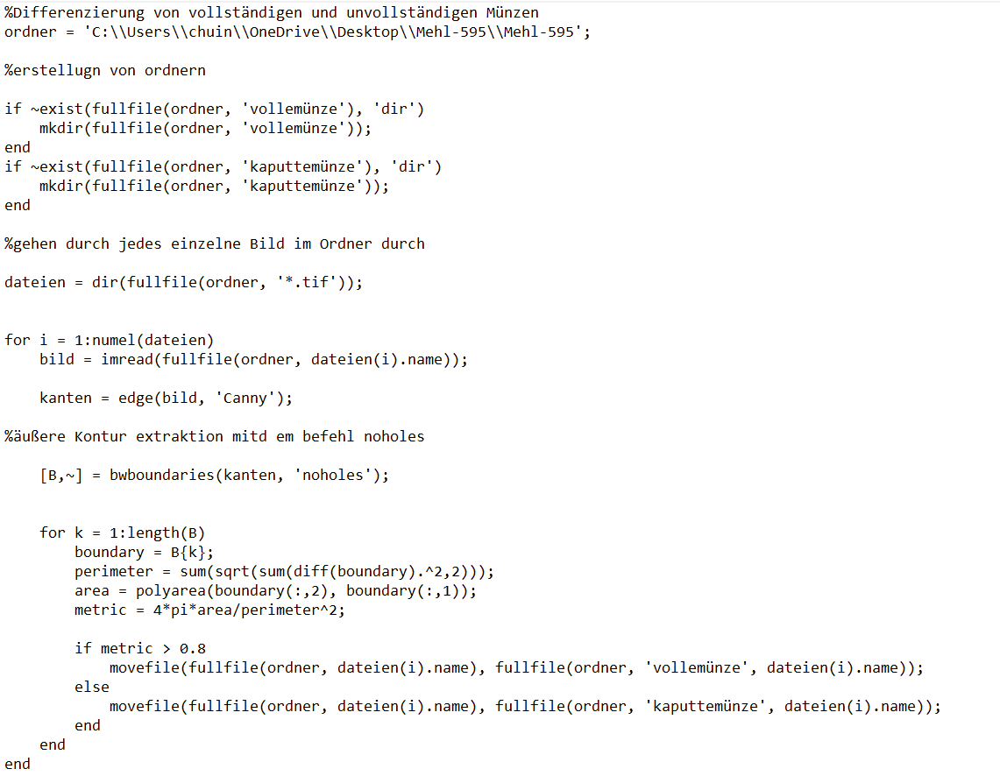 %Differenzierung von vollständigen und unvollständigen Münzen
ordner = 'C:\\Users\\chuin\\OneDrive\\Desktop\\Mehl-595\\Mehl-595';
%erstellugn von ordnern
if ~exist(fullfile(ordner, 'vollemünze'), 'dir')
    mkdir(fullfile(ordner, 'vollemünze'));
end
if ~exist(fullfile(ordner, 'kaputtemünze'), 'dir')
    mkdir(fullfile(ordner, 'kaputtemünze'));
end
%gehen durch jedes einzelne Bild im Ordner durch
dateien = dir(fullfile(ordner, '*.tif'));
for i = 1:numel(dateien)
    bild = imread(fullfile(ordner, dateien(i).name));
    kanten = edge(bild, 'Canny');
%äußere Kontur extraktion mitd em befehl noholes
    [B,~] = bwboundaries(kanten, 'noholes');
    for k = 1:length(B)
        boundary = B{k};
        perimeter = sum(sqrt(sum(diff(boundary).^2,2)));
        area = polyarea(boundary(:,2), boundary(:,1));
        metric = 4*pi*area/perimeter^2;
        if metric > 0.8
            movefile(fullfile(ordner, dateien(i).name), fullfile(ordner, 'vollemünze', dateien(i).name));
        else
            movefile(fullfile(ordner, dateien(i).name), fullfile(ordner, 'kaputtemünze', dateien(i).name));
        end
    end
end